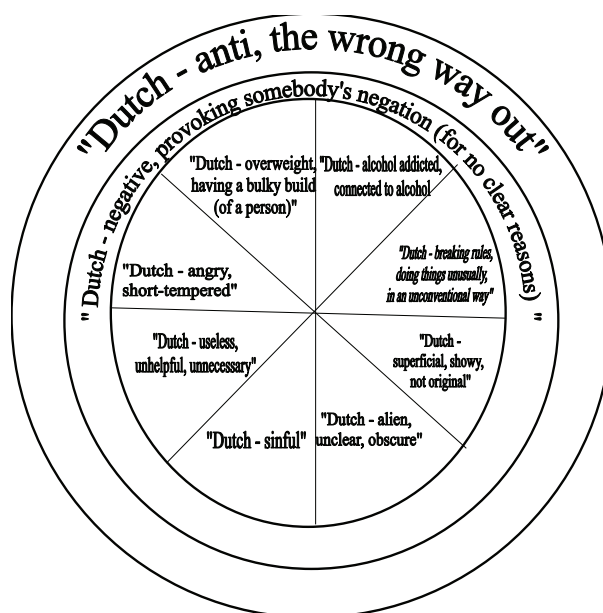 "Dutch - anti, the wrong way out"
"Dutch - negative, provoking somebody's negation (for no clear reasons) "
"Dutch - overweight,
having a bulky build
(of a person)"
"Dutch - alcohol addicted,
connected to alcohol
"Dutch - breaking rules,
doing things unusually,
in an unconventional way"
"Dutch -
superficial, showy,
not original"
"Dutch - alien,
unclear, obscure"
"Dutch - sinful"
"Dutch - useless,
unhelpful, unnecessary"
"Dutch - angry,
short-tempered"